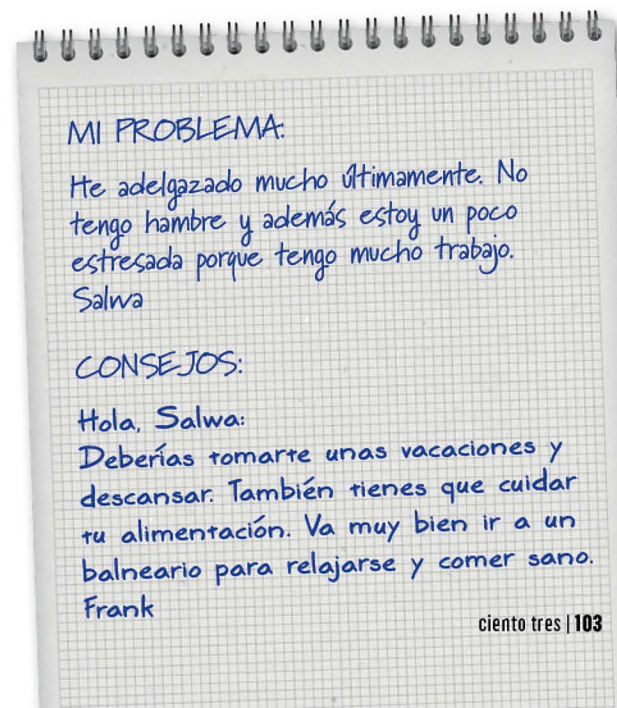 MI PROBLEMA:
He adelgazado mucho últimamente. No
tengo hambre y además estoy un poco
estresada porque tengo mucho trabajo.
Salwa
CONSEJOS:
Hola, Salwa:
Deberías tomarte unas vacaciones y
descansar. También tienes que cuidar
tu alimentación. Va muy bien ir a un
balneario para relajarse y comer sano.
Frank
ciento tres | 103